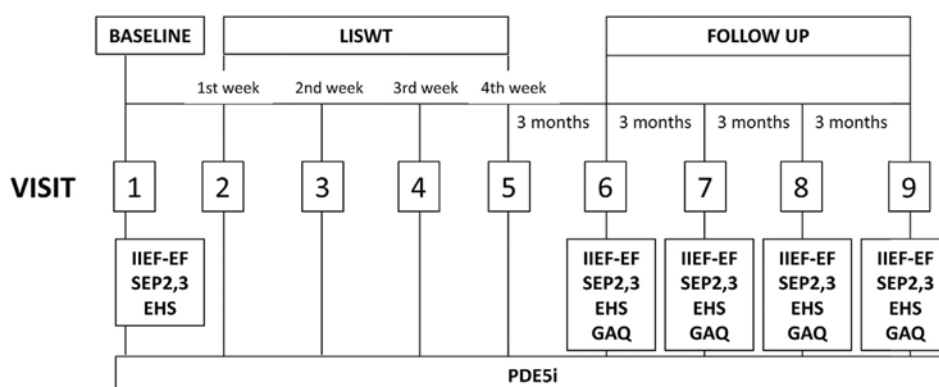 BASELINE
LISWT
FOLLOW UP
1st week
2nd week
3rd week
4th week
3 months
3 months
3 months
3 months
VISIT
1
2
3
4
5
6
7
8
9
IIEF-EF
SEP2,3
EHS
IIEF-EF
SEP2,3
EHS
GAQ
IIEF-EF
SEP2,3
EHS
GAQ
IIEF-EF
SEP2,3
EHS
GAQ
IIEF-EF
SEP2,3
EHS
GAQ
PDE5i